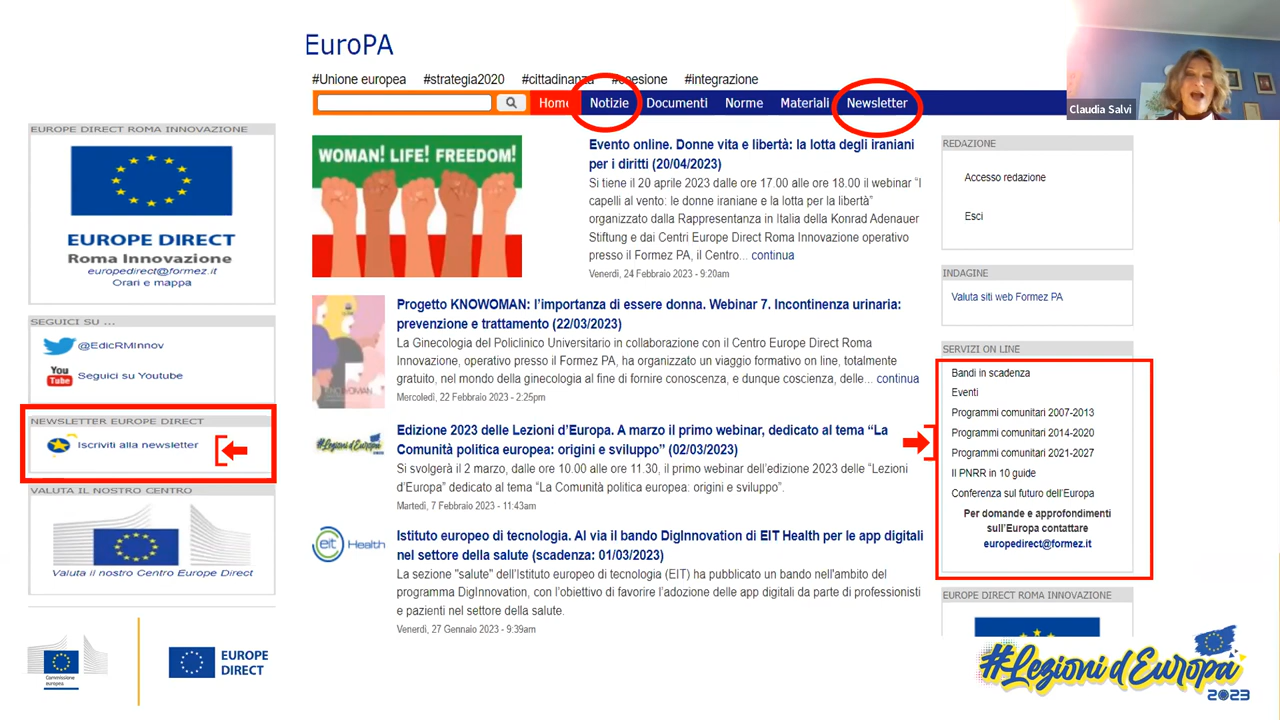 EuroPA
#Unione europea #strategia2020 #cittadinanza #coesione #integrazione
Home Notizie Documenti Norme Materiali Newsletter
Claudia Salvi
EUROPE DIRECT ROMA INNOVAZIONE
EUROPE DIRECT
Roma Innovazione
europedirect@formez.it
Orari e mappa
SEGUICI SU ...
@EdicRMInnov
You Tube
Seguici su Youtube
NEWSLETTER EUROPE DIRECT
Iscriviti alla newsletter
VALUTA IL NOSTRO CENTRO
Valuta il nostro Centro Europe Direct
Commissione
europea
EUROPE
DIRECT
WOMAN! LIFE! FREEDOM!
Evento online. Donne vita e libertà: la lotta degli iraniani
per i diritti (20/04/2023)
Si tiene il 20 aprile 2023 dalle ore 17.00 alle ore 18.00 il webinar “I
capelli al vento: le donne iraniane e la lotta per la libertà”
organizzato dalla Rappresentanza in Italia della Konrad Adenauer
Stiftung e dai Centri Europe Direct Roma Innovazione operativo
presso il Formez PA, il Centro... continua
Venerdì, 24 Febbraio 2023 - 9:20am
Progetto KNOWOMAN: l’importanza di essere donna. Webinar 7. Incontinenza urinaria:
prevenzione e trattamento (22/03/2023)
La Ginecologia del Policlinico Universitario in collaborazione con il Centro Europe Direct Roma
Innovazione, operativo presso il Formez PA, ha organizzato un viaggio formativo on line, totalmente
gratuito, nel mondo della ginecologia al fine di fornire conoscenza, e dunque coscienza, delle... continua
Mercoledì, 22 Febbraio 2023 - 2:25pm
#Lezioni d'Europa
2023
Edizione 2023 delle Lezioni d’Europa. A marzo il primo webinar, dedicato al tema “La
Comunità politica europea: origini e sviluppo” (02/03/2023)
Si svolgerà il 2 marzo, dalle ore 10.00 alle ore 11.30, il primo webinar dell’edizione 2023 delle “Lezioni
d’Europa” dedicato al tema “La Comunità politica europea: origini e sviluppo”.
Martedì, 7 Febbraio 2023 - 11:43am
eit Health
Istituto europeo di tecnologia. Al via il bando DigInnovation di EIT Health per le app digitali
nel settore della salute (scadenza: 01/03/2023)
La sezione "salute" dell’Istituto europeo di tecnologia (EIT) ha pubblicato un bando nell'ambito del
programma DigInnovation, con l’obiettivo di favorire l’adozione delle app digitali da parte di professionisti
e pazienti nel settore della salute.
Venerdì, 27 Gennaio 2023 - 9:39am
REDAZIONE
Accesso redazione
Esci
INDAGINE
Valuta siti web Formez PA
SERVIZI ON LINE
Bandi in scadenza
Eventi
Programmi comunitari 2007-2013
Programmi comunitari 2014-2020
Programmi comunitari 2021-2027
Il PNRR in 10 guide
Conferenza sul futuro dell’Europa
Per domande e approfondimenti
sull’Europa contattare
europedirect@formez.it
EUROPE DIRECT ROMA INNOVAZIONE
#Lezioni d'Europa
2023